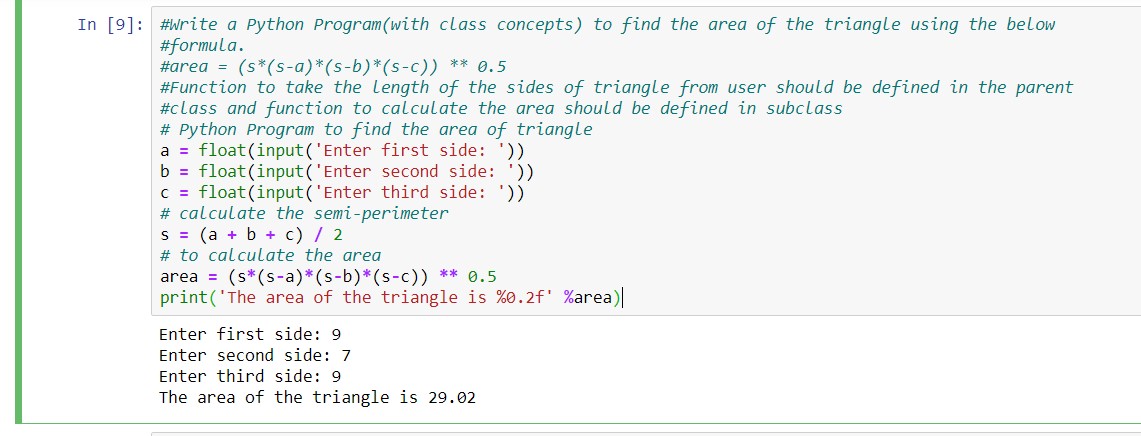 In [9]: #Write a Python Program(with class concepts) to find the area of the triangle using the below
#formula.
#area = (s*(s-a)*(s-b)*(s-c)) ** 0.5
#Function to take the length of the sides of triangle from user should be defined in the parent
#class and function to calculate the area should be defined in subclass
# Python Program to find the area of triangle
a = float(input('Enter first side: '))
b = float(input('Enter second side: '))
c = float(input('Enter third side: '))
# calculate the semi-perimeter
s = (a + b + c) / 2
# to calculate the area
area = (s*(s-a)*(s-b)*(s-c)) ** 0.5
print('The area of the triangle is %0.2f' %area)
Enter first side: 9
Enter second side: 7
Enter third side: 9
The area of the triangle is 29.02